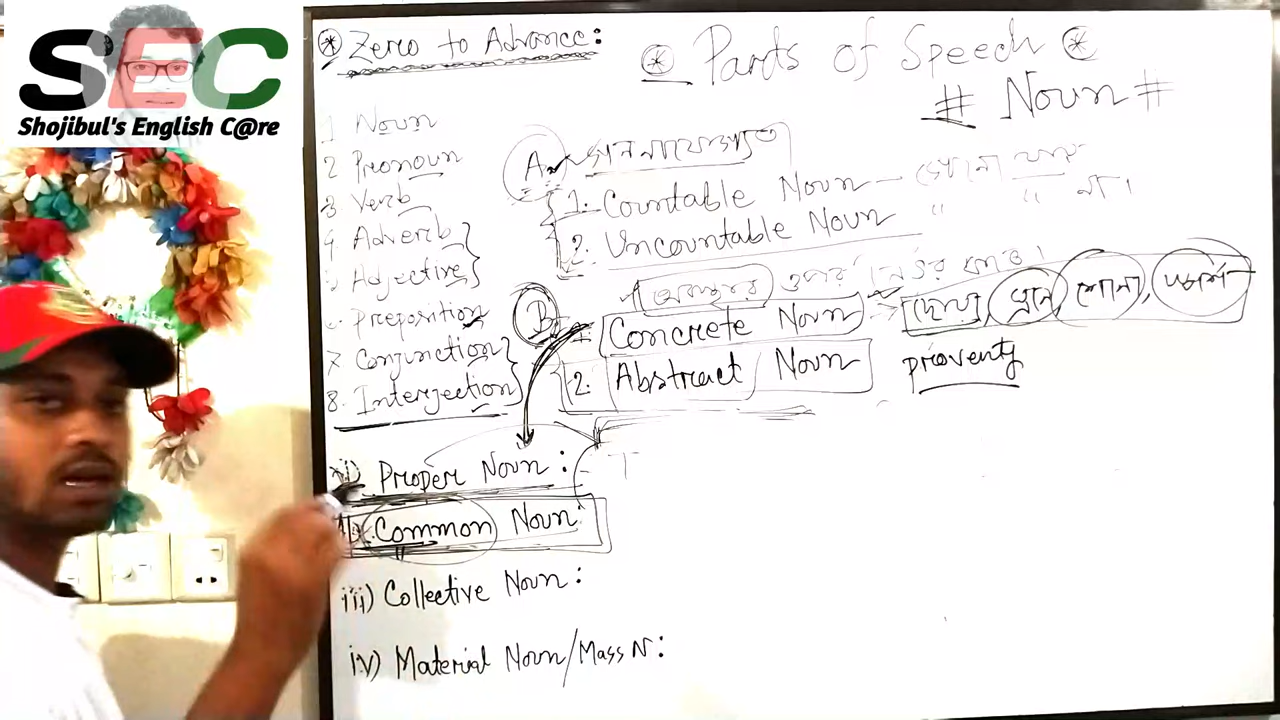 SEC
Shojibul's English C@re
* Zero to Advance:
* Parts of Speech *
# Noun #
1 Noun
2 Pronoun
3 Verb
4. Adverb
5. Adjective
6. Preposition
7. Conjunction
8. Interjection
A
1. Countable Noun —
2. Uncountable Noun " " না।
B
1. Concrete Noun
2. Abstract Noun
proverty
i) Proper Noun :
ii) Common Noun:
iii) Collective Noun :
iv) Material Noun/Mass N :